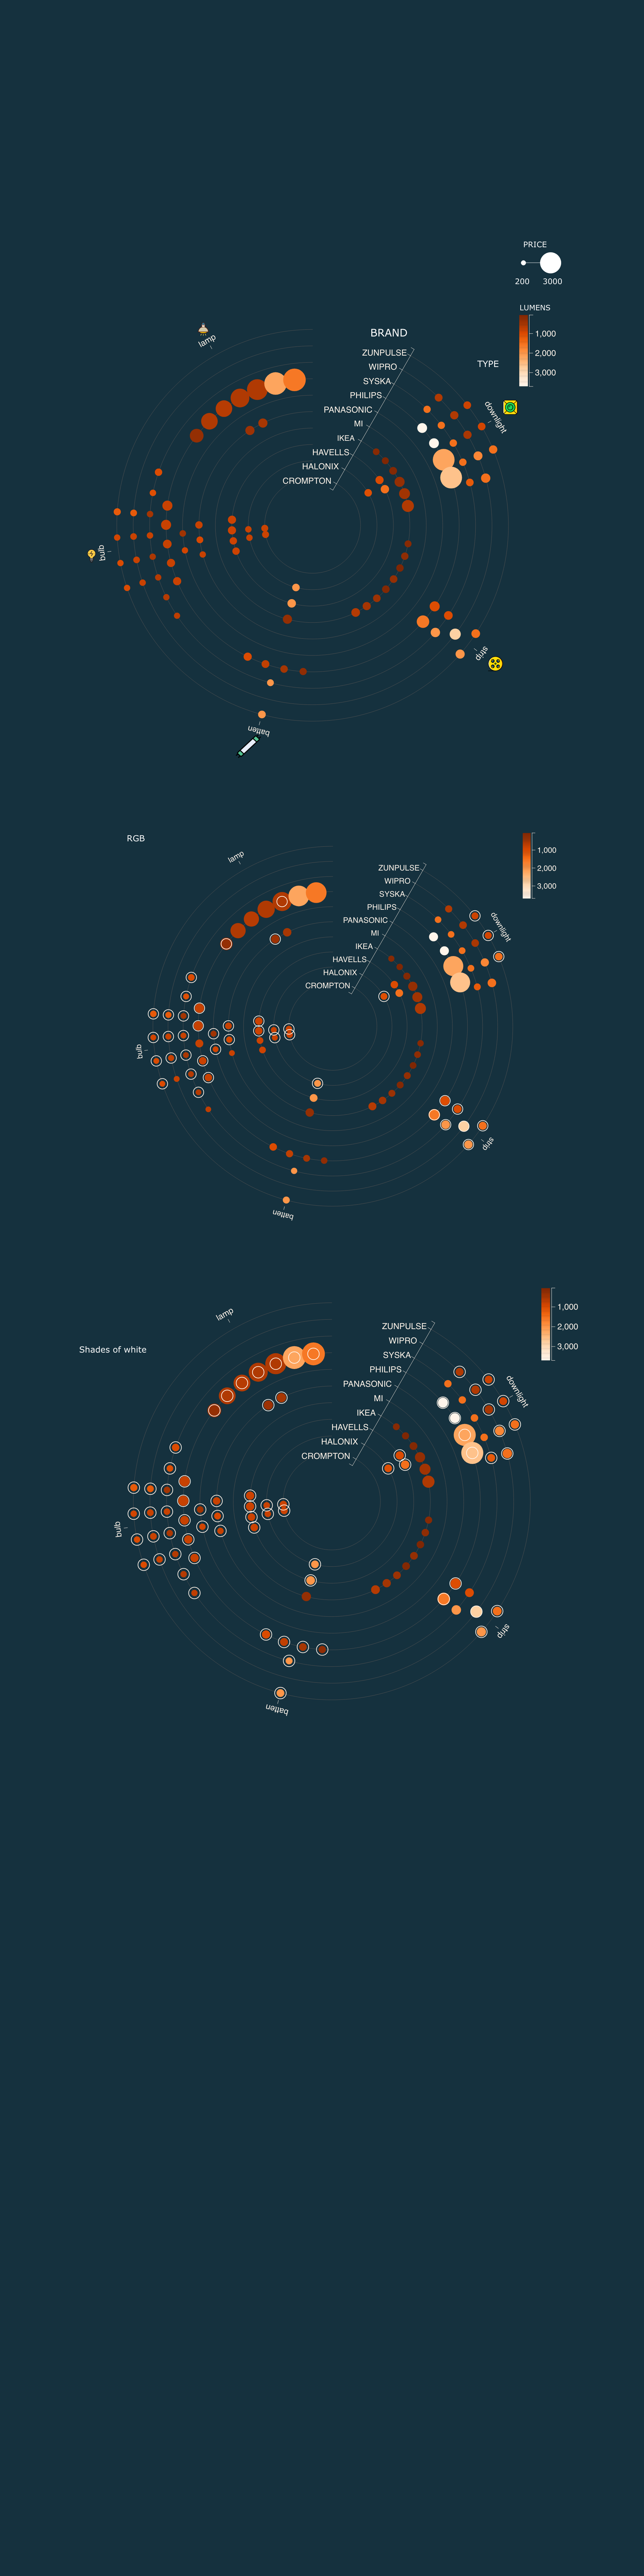 PRICE
200 3000
LUMENS
1,000
2,000
3,000
BRAND
TYPE
ZUNPULSE
WIPRO
SYSKA
PHILIPS
PANASONIC
MI
IKEA
HAVELLS
HALONIX
CROMPTON
lamp
downlight
bulb
strip
batten
RGB
1,000
2,000
3,000
lamp
ZUNPULSE
WIPRO
SYSKA
PHILIPS
PANASONIC
MI
IKEA
HAVELLS
HALONIX
CROMPTON
downlight
bulb
strip
batten
1,000
2,000
3,000
Shades of white
lamp
ZUNPULSE
WIPRO
SYSKA
PHILIPS
PANASONIC
MI
IKEA
HAVELLS
HALONIX
CROMPTON
downlight
bulb
strip
batten